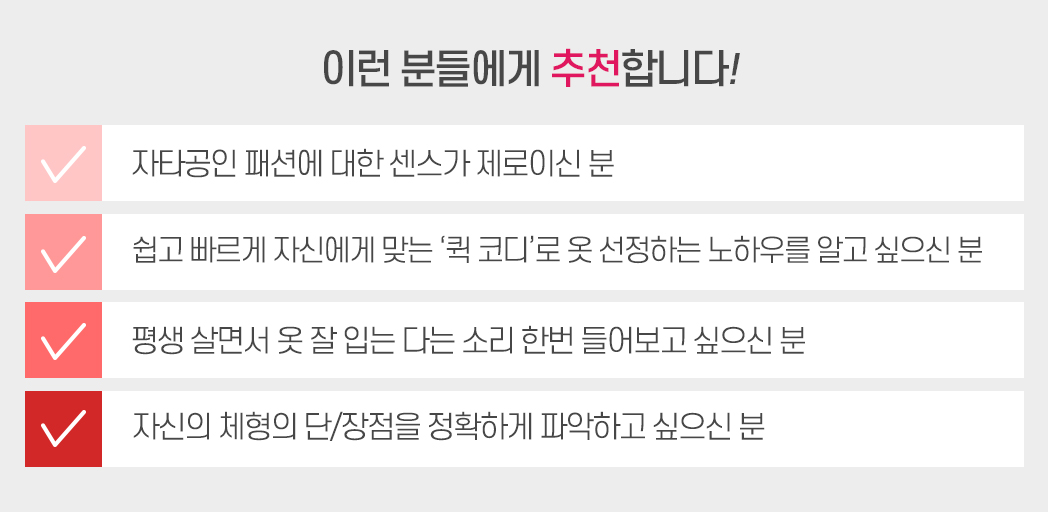 이런 분들에게 추천합니다!
자타공인 패션에 대한 센스가 제로이신 분
쉽고 빠르게 자신에게 맞는 ‘퀵 코디’로 옷 선정하는 노하우를 알고 싶으신 분
평생 살면서 옷 잘 입는 다는 소리 한번 들어보고 싶으신 분
자신의 체형의 단/장점을 정확하게 파악하고 싶으신 분